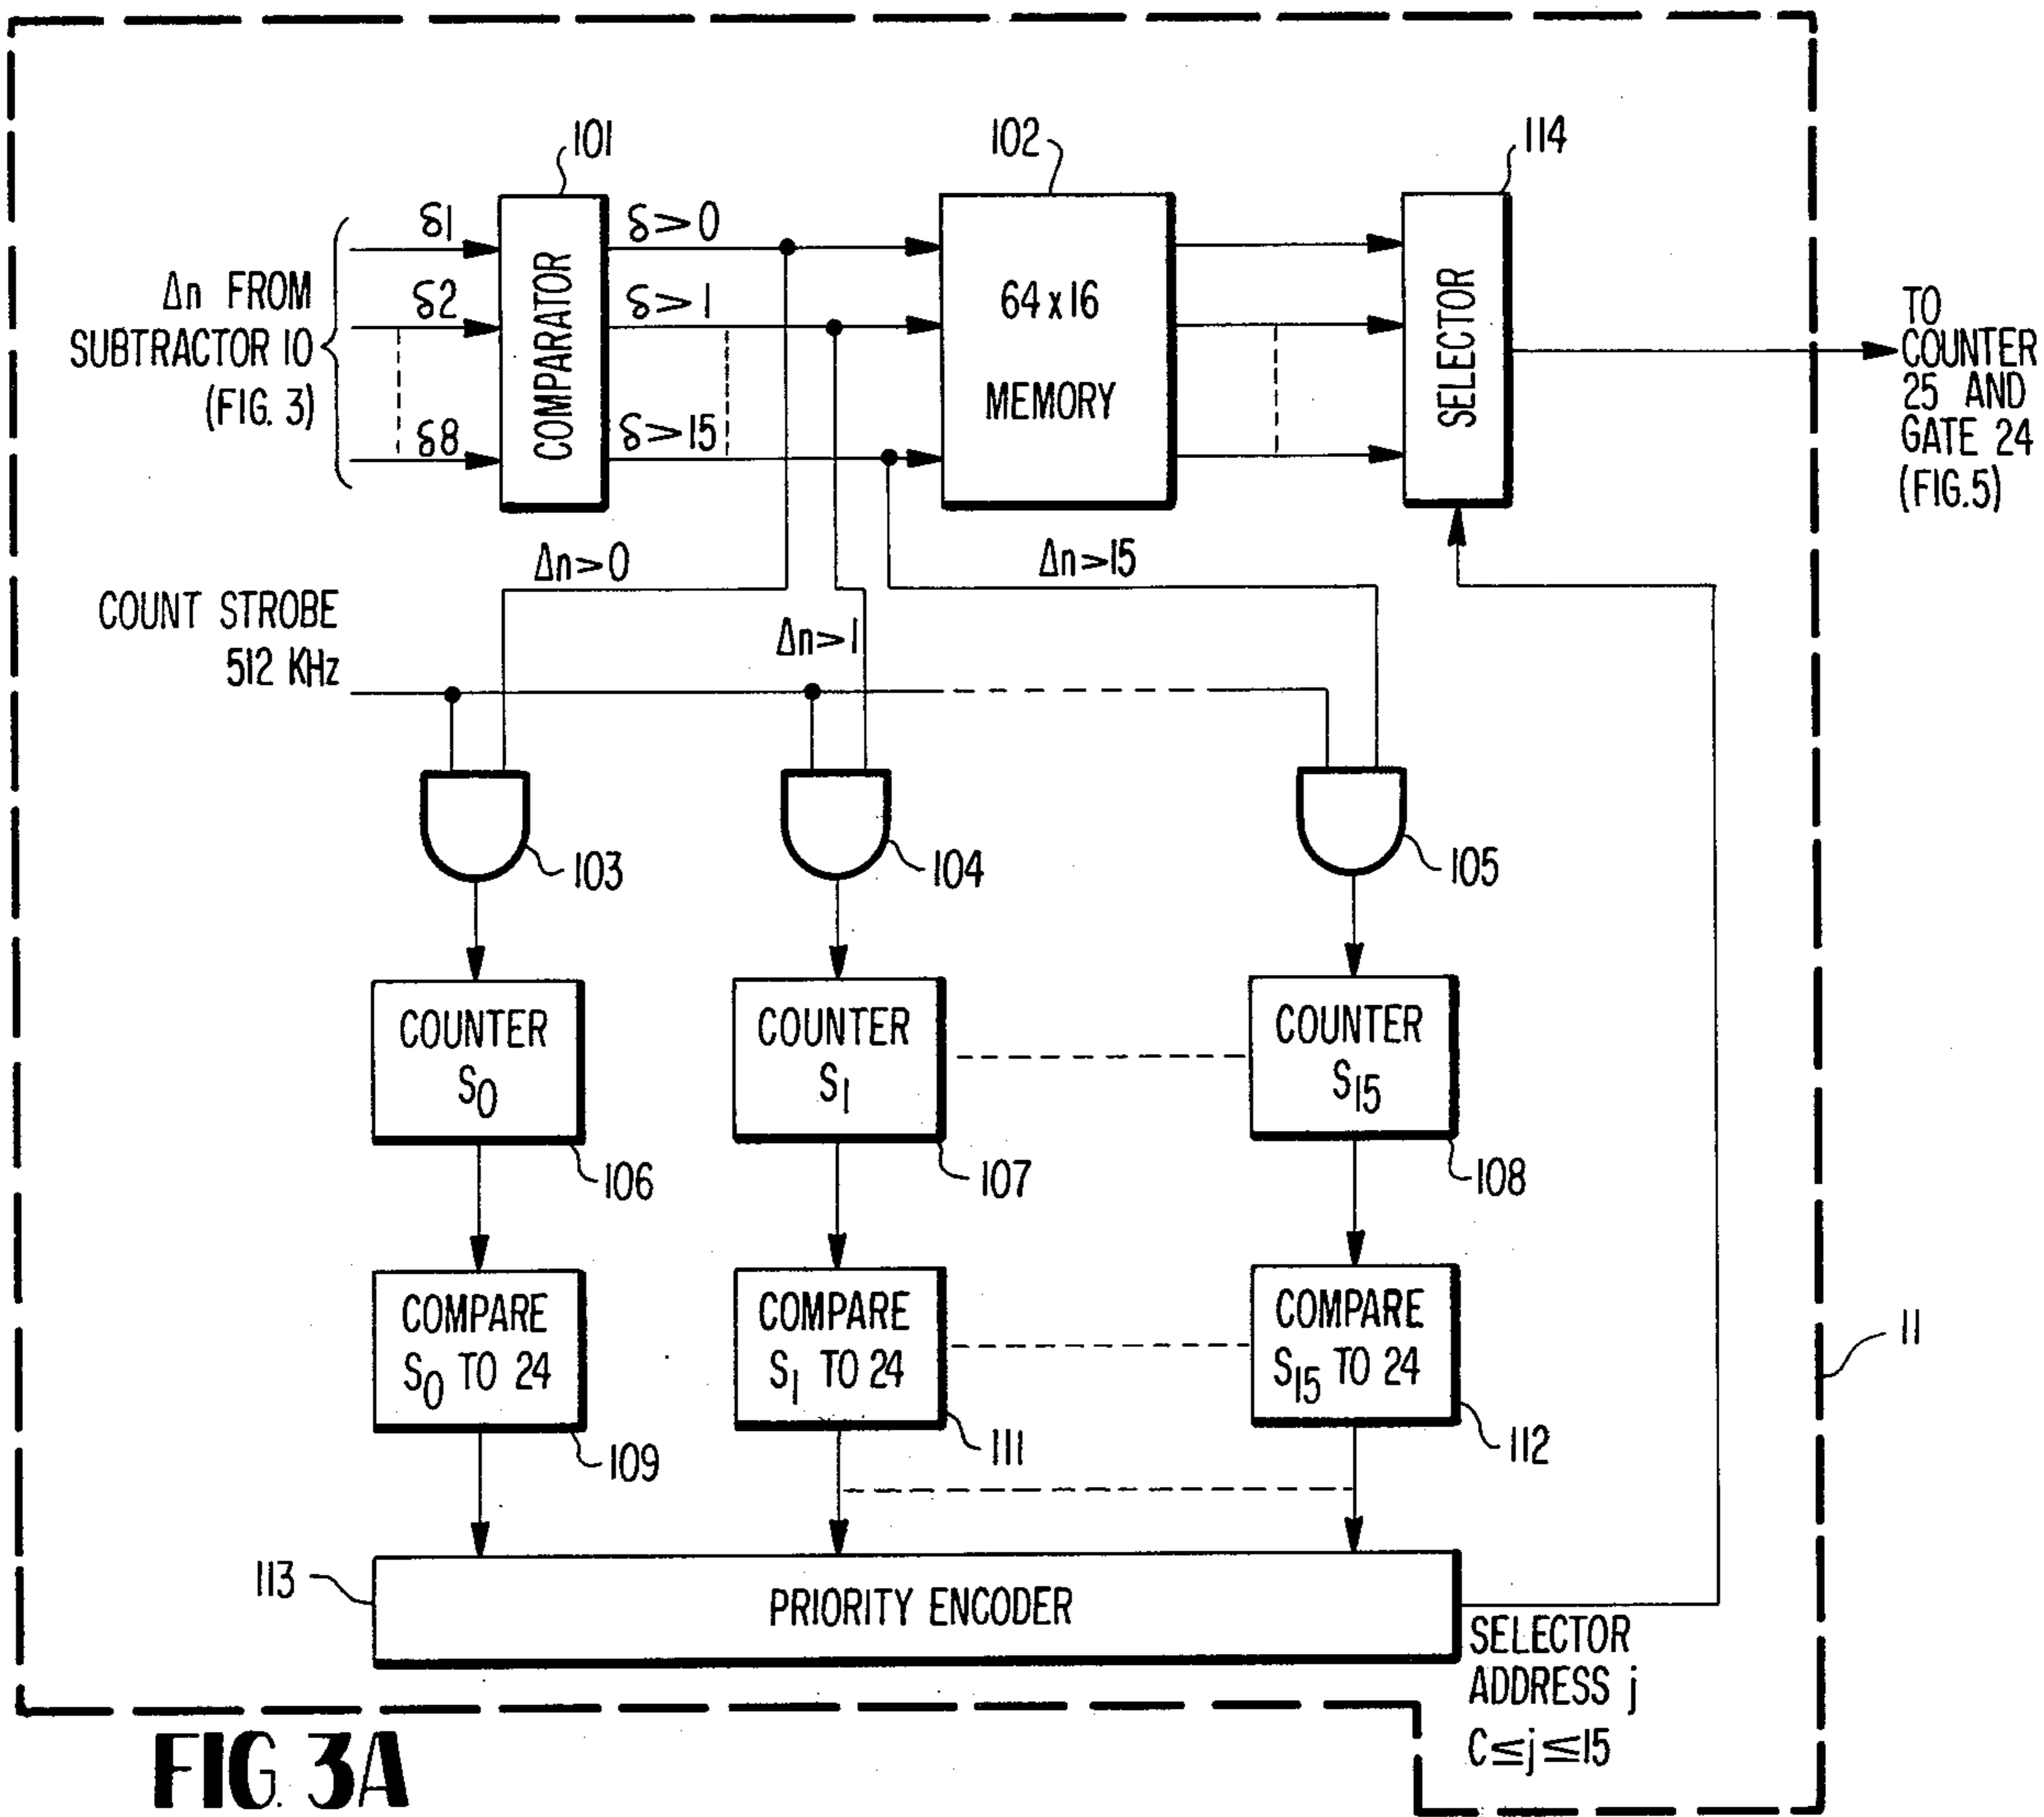 101
102
114
δ1
δ2
δ8
Δn FROM
SUBTRACTOR 10
(FIG. 3)
COMPARATOR
δ>0
δ>1
δ>15
64 x 16
MEMORY
SELECTOR
TO
COUNTER
25 AND
GATE 24
(FIG.5)
Δn>0
Δn>15
COUNT STROBE
512 KHz
Δn>1
103
104
105
COUNTER
S0
COUNTER
S1
COUNTER
S15
106
107
108
COMPARE
S0 TO 24
COMPARE
S1 TO 24
COMPARE
S15 TO 24
11
109
111
112
113
PRIORITY ENCODER
SELECTOR
ADDRESS j
C≤j≤15
FIG. 3A